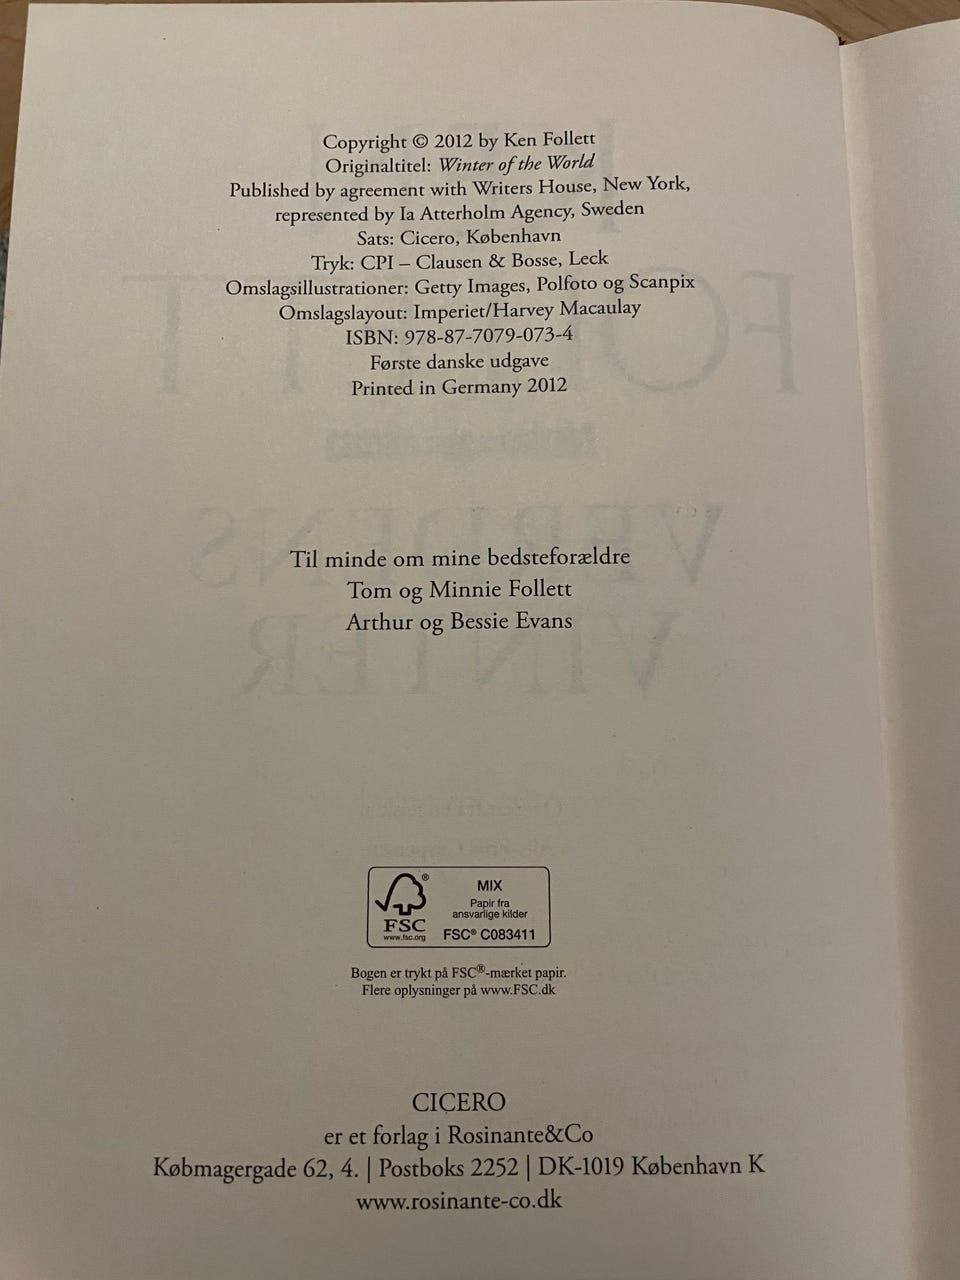 Copyright © 2012 by Ken Follett
Originaltitel: Winter of the World
Published by agreement with Writers House, New York,
represented by Ia Atterholm Agency, Sweden
Sats: Cicero, København
Tryk: CPI – Clausen & Bosse, Leck
Omslagsillustrationer: Getty Images, Polfoto og Scanpix
Omslagslayout: Imperiet/Harvey Macaulay
ISBN: 978-87-7079-073-4
Første danske udgave
Printed in Germany 2012
Til minde om mine bedsteforældre
Tom og Minnie Follett
Arthur og Bessie Evans
®
FSC
www.fsc.org
MIX
Papir fra
ansvarlige kilder
FSC® C083411
Bogen er trykt på FSC®-mærket papir.
Flere oplysninger på www.FSC.dk
CICERO
er et forlag i Rosinante&Co
Købmagergade 62, 4. | Postboks 2252 | DK-1019 København K
www.rosinante-co.dk